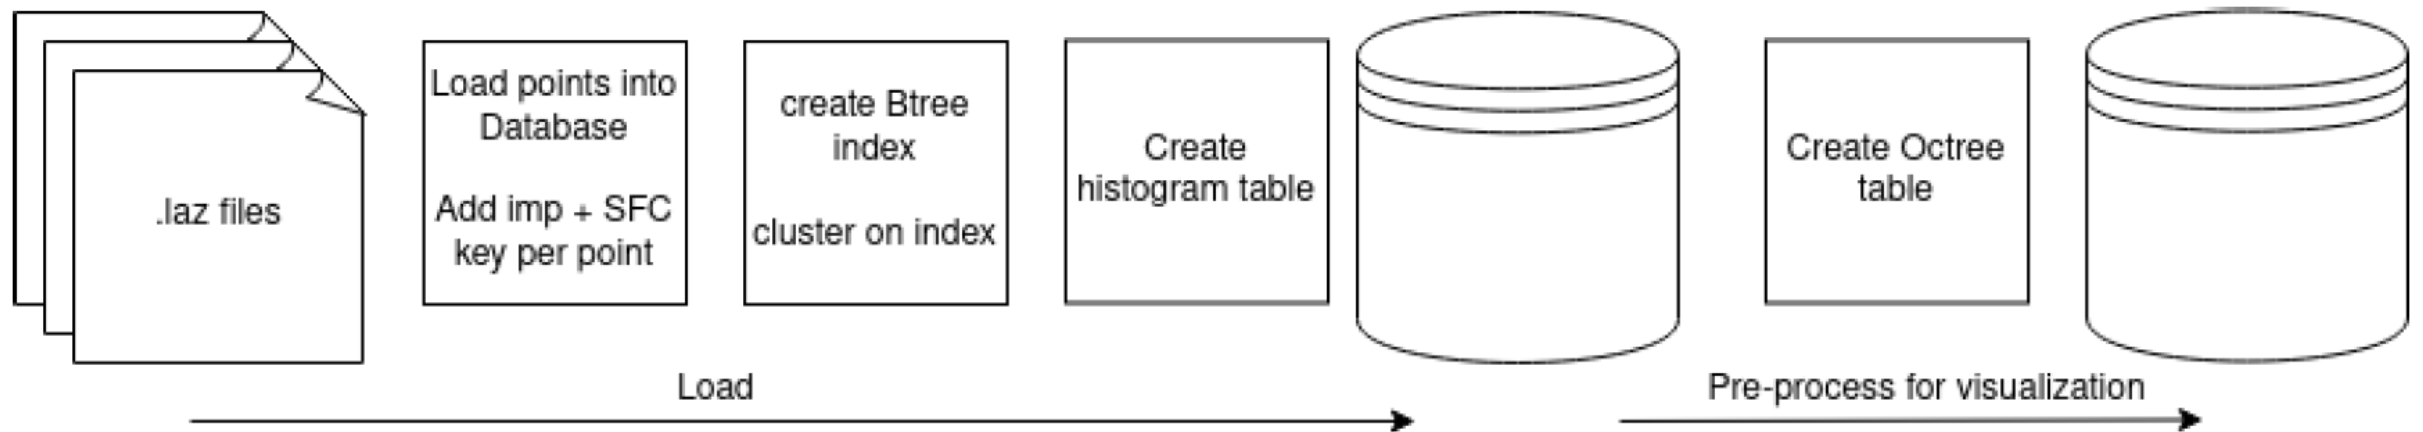 .laz files
Load points into
Database
Add imp + SFC
key per point
create Btree
index
cluster on index
Create
histogram table
Create Octree
table
Load
Pre-process for visualization